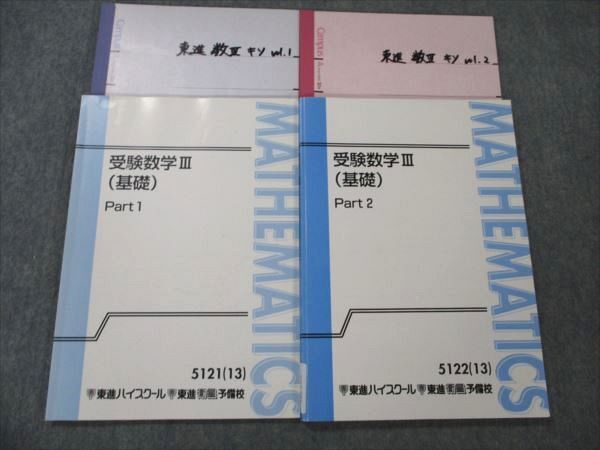 Campus
東進 数Ⅲ キソ vol.1
Campus
東進 数Ⅲ キソ vol.2
受験数学Ⅲ
(基礎)
Part 1
MATHEMATICS
5121(13)
東進ハイスクール 東進衛星予備校
受験数学Ⅲ
(基礎)
Part 2
MATHEMATICS
5122(13)
東進ハイスクール 東進衛星予備校